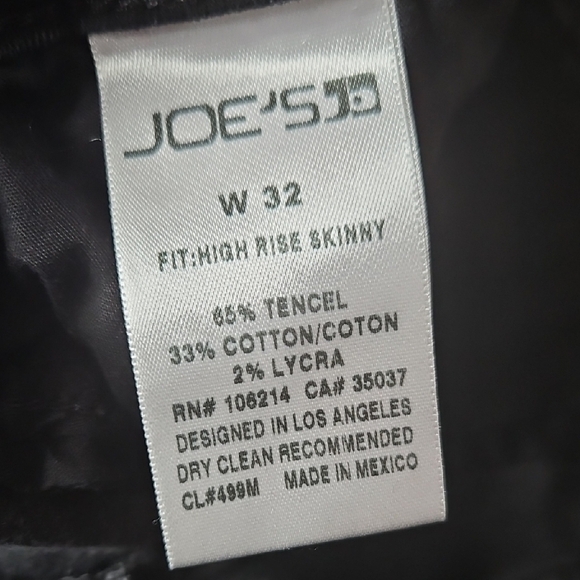 JOE'S JD
W 32
FIT:HIGH RISE SKINNY
65% TENCEL
33% COTTON/COTON
2% LYCRA
RN# 106214 CA# 35037
DESIGNED IN LOS ANGELES
DRY CLEAN RECOMMENDED
CL#499M MADE IN MEXICO